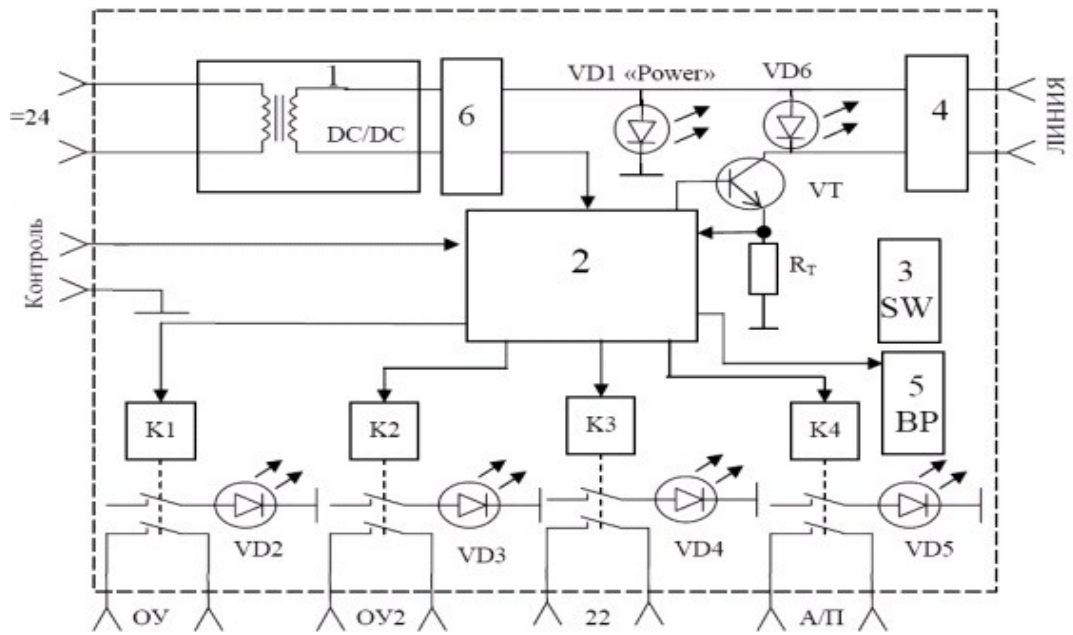 1
VD1 «Power»
VD6
=24
DC/DC
6
4
ЛИНИЯ
VT
Контроль
2
R_T
3
SW
5
BP
K1
K2
K3
K4
VD2
VD3
VD4
VD5
ОУ
ОУ2
22
А/П